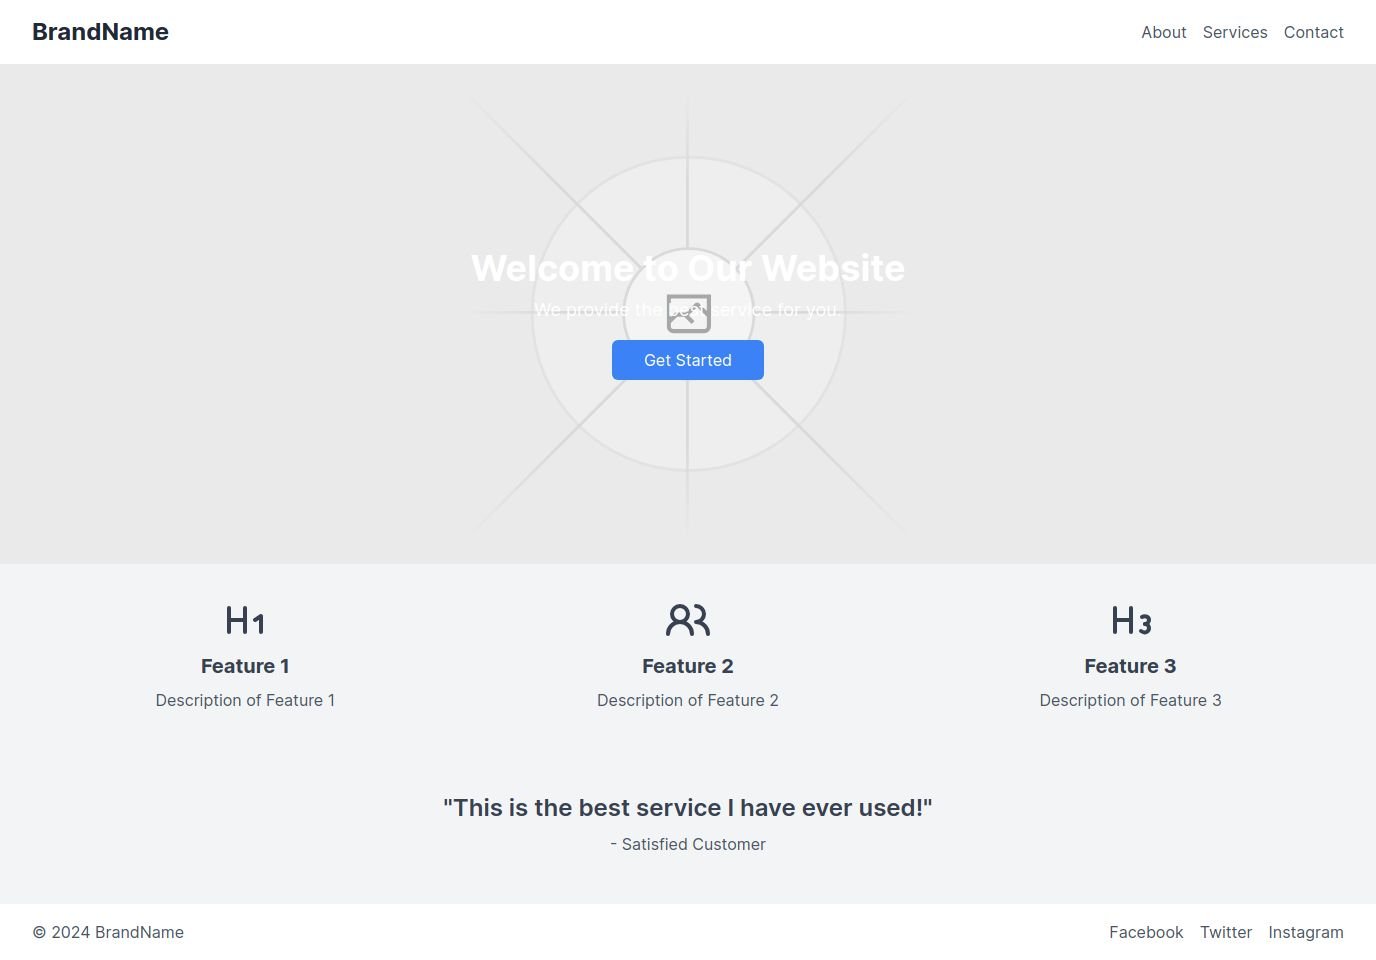 BrandName
About Services Contact
Welcome to Our Website
We provide the best service for you.
Get Started
H1
H3
Feature 1
Feature 2
Feature 3
Description of Feature 1
Description of Feature 2
Description of Feature 3
"This is the best service I have ever used!"
- Satisfied Customer
© 2024 BrandName
Facebook Twitter Instagram